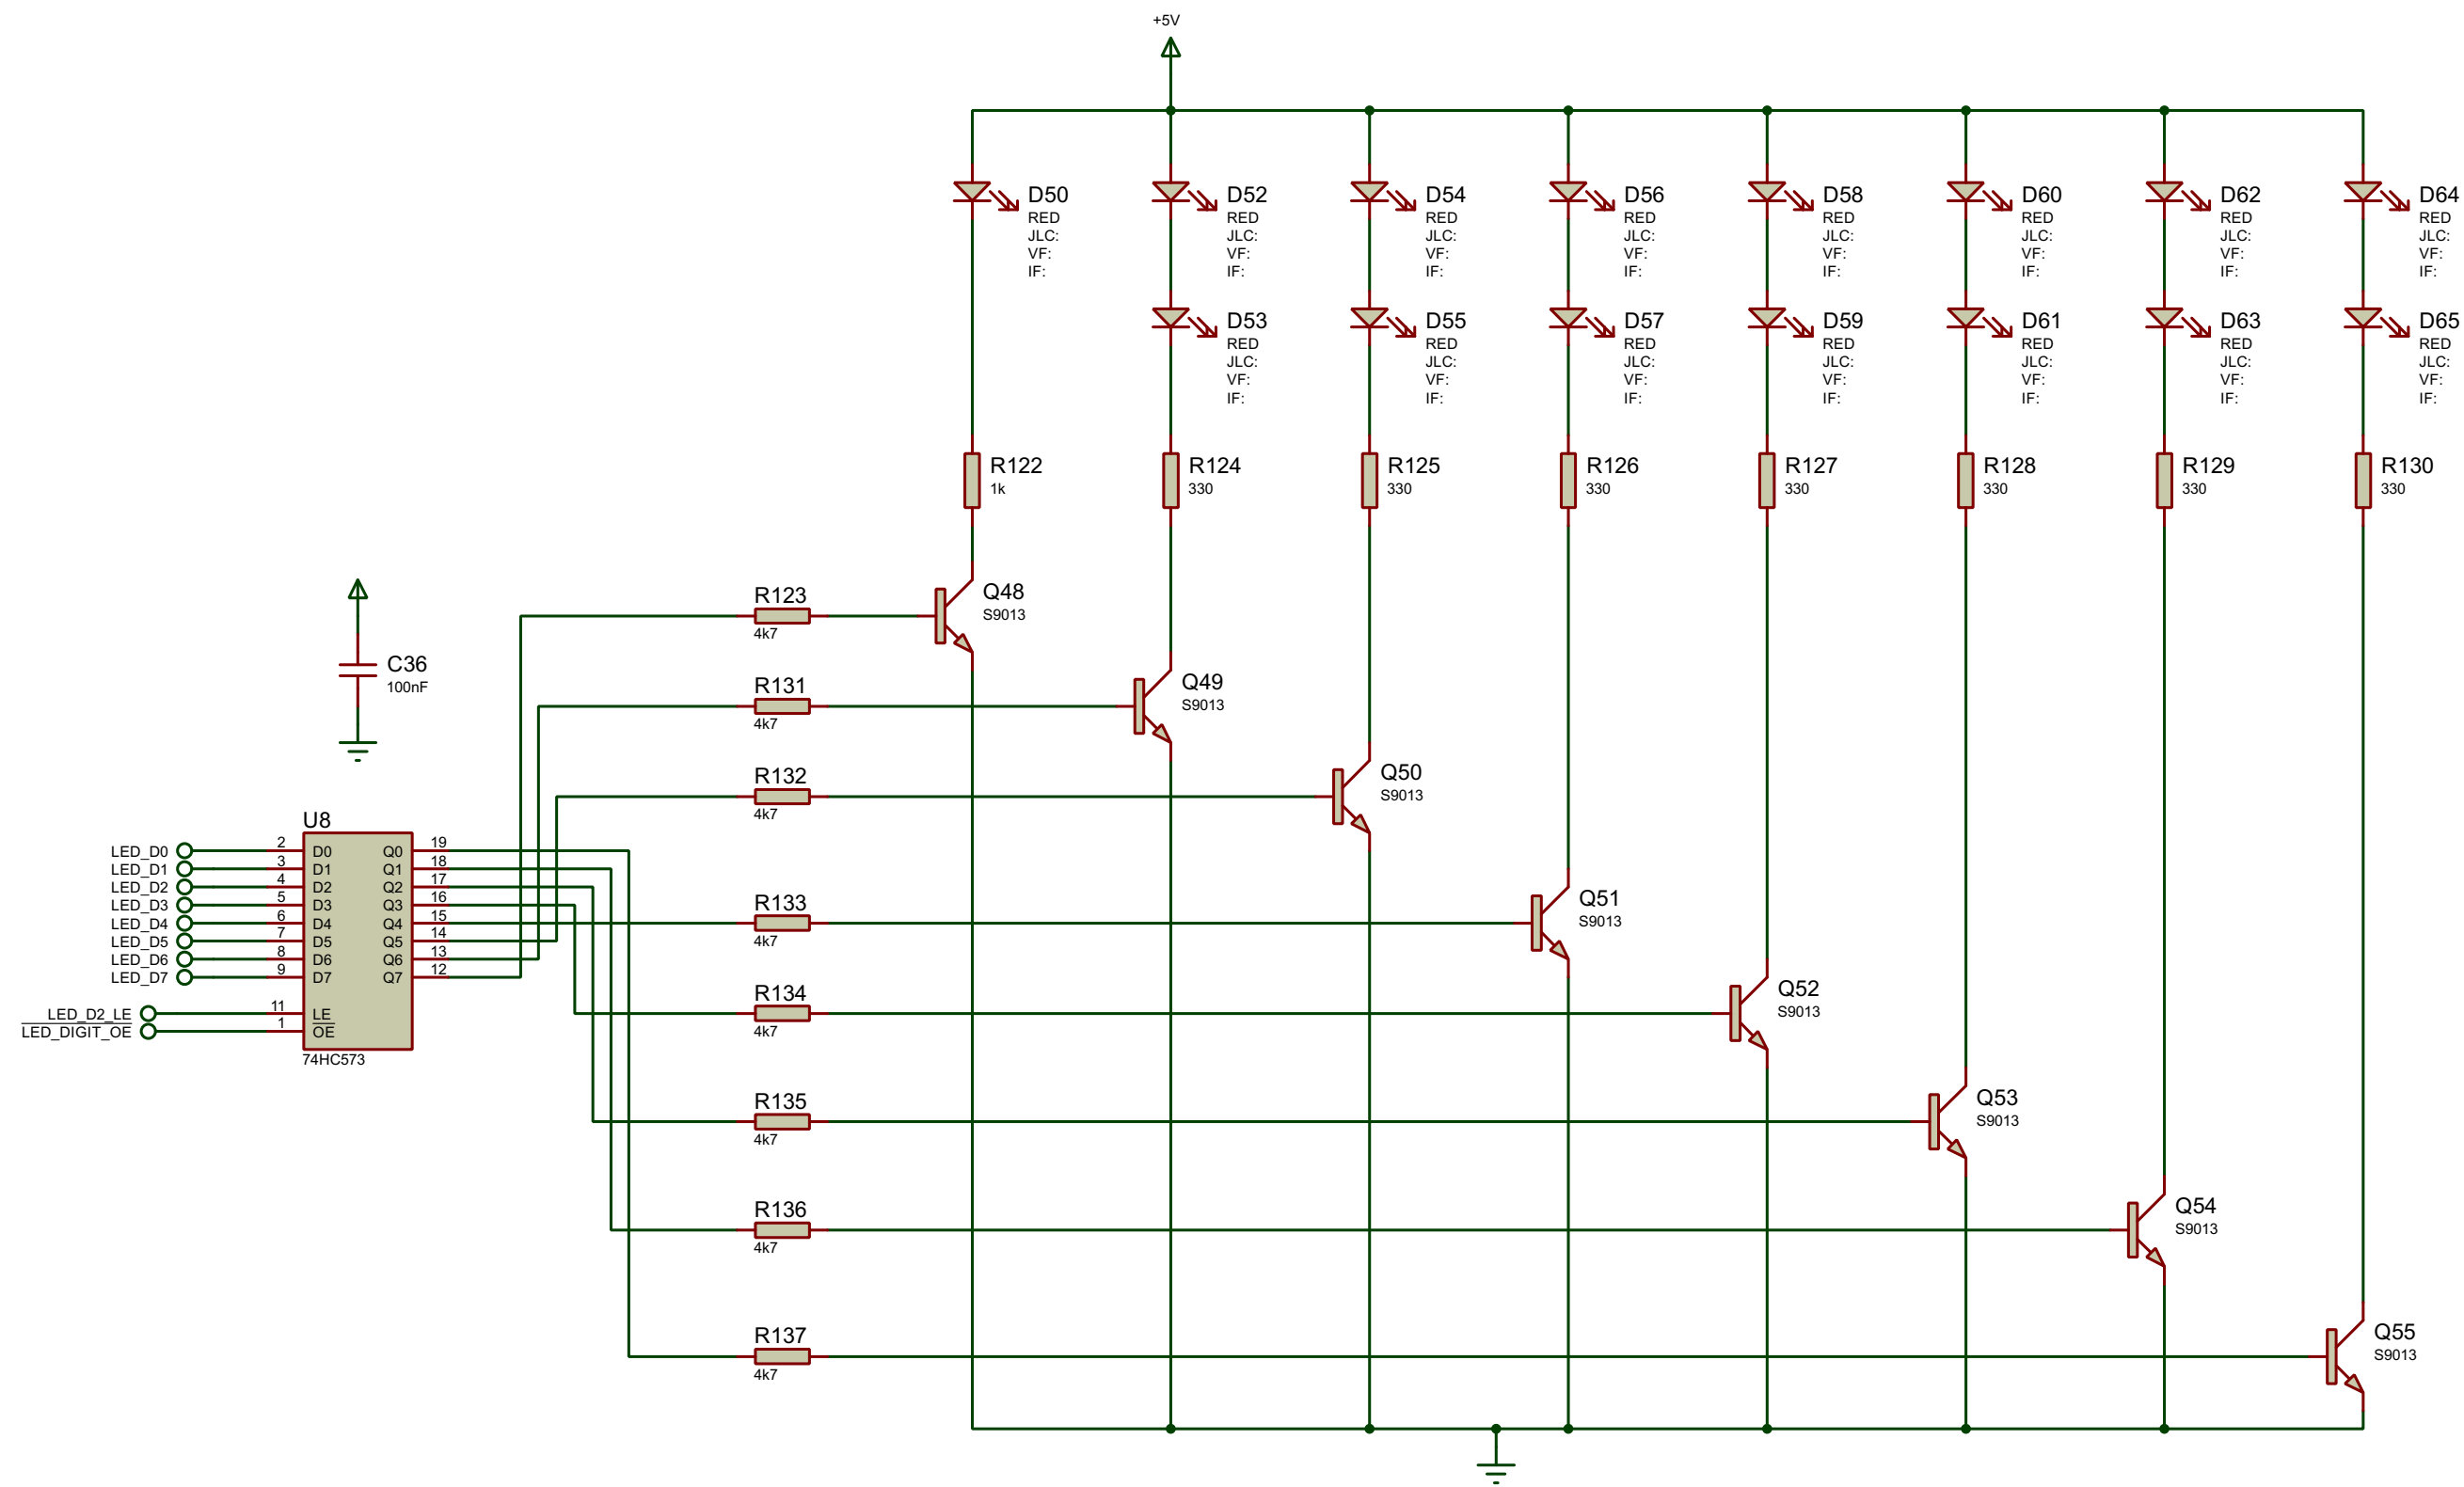 +5V
D50
RED
JLC:
VF:
IF:
D52
RED
JLC:
VF:
IF:
D54
RED
JLC:
VF:
IF:
D56
RED
JLC:
VF:
IF:
D58
RED
JLC:
VF:
IF:
D60
RED
JLC:
VF:
IF:
D62
RED
JLC:
VF:
IF:
D64
RED
JLC:
VF:
IF:
D53
RED
JLC:
VF:
IF:
D55
RED
JLC:
VF:
IF:
D57
RED
JLC:
VF:
IF:
D59
RED
JLC:
VF:
IF:
D61
RED
JLC:
VF:
IF:
D63
RED
JLC:
VF:
IF:
D65
RED
JLC:
VF:
IF:
R122
1k
R124
330
R125
330
R126
330
R127
330
R128
330
R129
330
R130
330
R123
4k7
Q48
S9013
C36
100nF
R131
4k7
Q49
S9013
R132
4k7
Q50
S9013
U8
LED_D0 2 D0 Q0 19
LED_D1 3 D1 Q1 18
LED_D2 4 D2 Q2 17
LED_D3 5 D3 Q3 16
LED_D4 6 D4 Q4 15
LED_D5 7 D5 Q5 14
LED_D6 8 D6 Q6 13
LED_D7 9 D7 Q7 12
LED_D2_LE 11 LE
LED_DIGIT_OE 1 OE
74HC573
R133
4k7
Q51
S9013
R134
4k7
Q52
S9013
R135
4k7
Q53
S9013
R136
4k7
Q54
S9013
R137
4k7
Q55
S9013